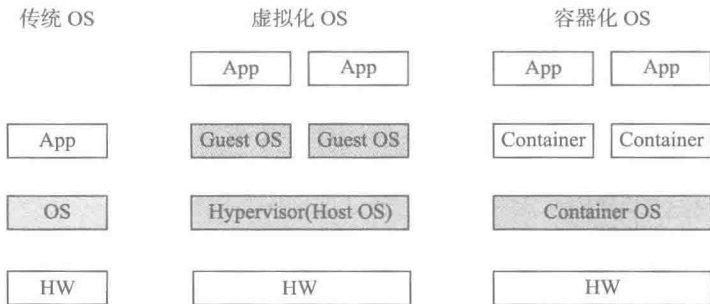 传统 OS 虚拟化 OS 容器化 OS
App App App App
App Guest OS Guest OS Container Container
OS Hypervisor(Host OS) Container OS
HW HW HW